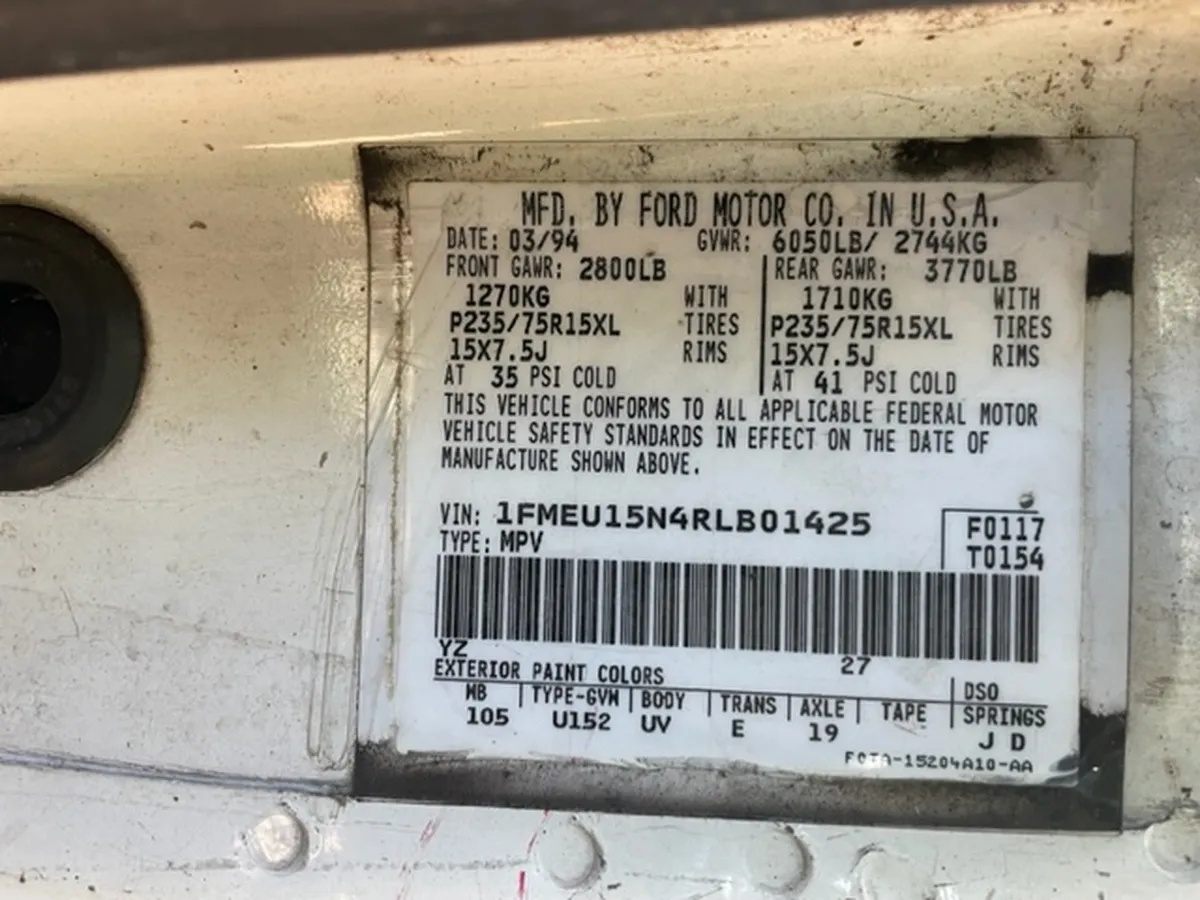 MFD. BY FORD MOTOR CO. IN U.S.A.
DATE: 03/94 GVWR: 6050LB/ 2744KG
FRONT GAWR: 2800LB REAR GAWR: 3770LB
1270KG WITH 1710KG WITH
P235/75R15XL TIRES P235/75R15XL TIRES
15X7.5J RIMS 15X7.5J RIMS
AT 35 PSI COLD AT 41 PSI COLD
THIS VEHICLE CONFORMS TO ALL APPLICABLE FEDERAL MOTOR
VEHICLE SAFETY STANDARDS IN EFFECT ON THE DATE OF
MANUFACTURE SHOWN ABOVE.
VIN: 1FMEU15N4RLB01425 F0117
TYPE: MPV T0154
YZ 27
EXTERIOR PAINT COLORS DSO
WB TYPE-GVW BODY TRANS AXLE TAPE SPRINGS
105 U152 UV E 19 J D